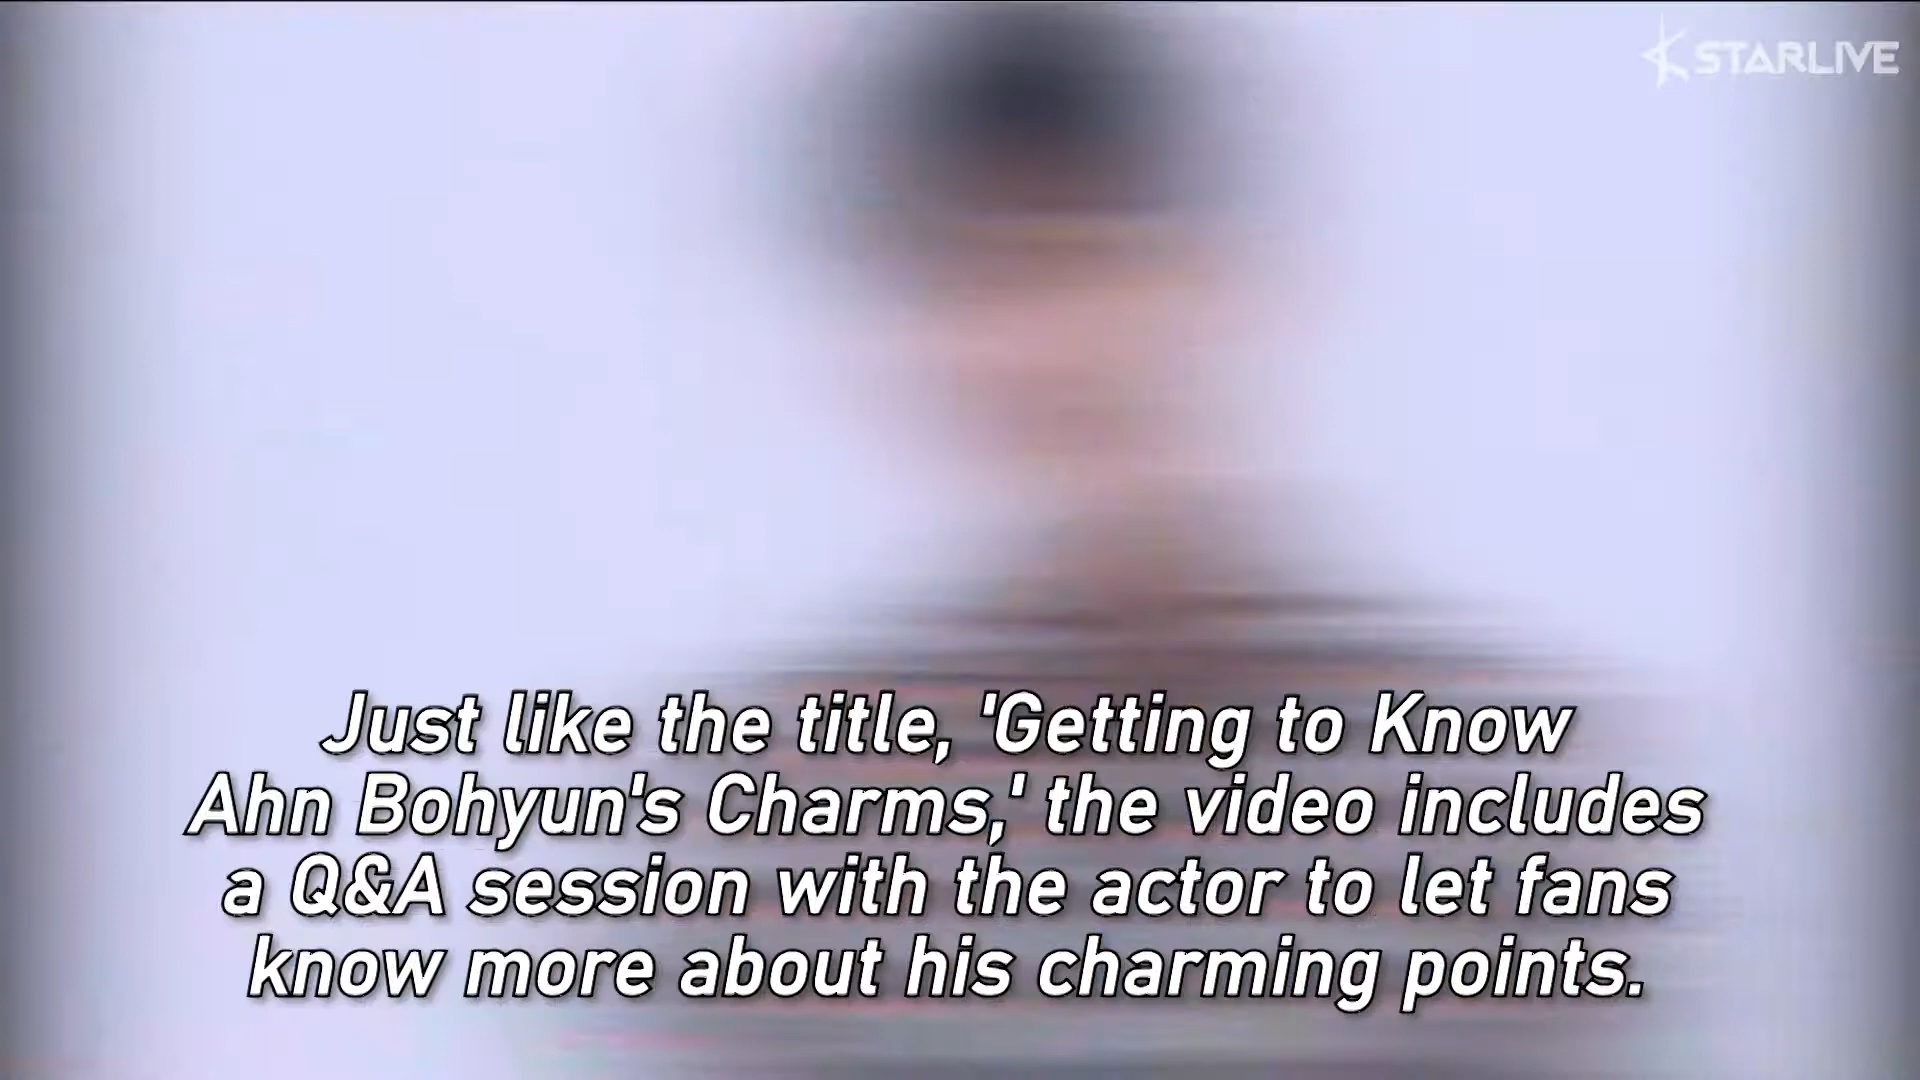 STARLIVE
Just like the title, 'Getting to Know
Ahn Bohyun's Charms,' the video includes
a Q&A session with the actor to let fans
know more about his charming points.